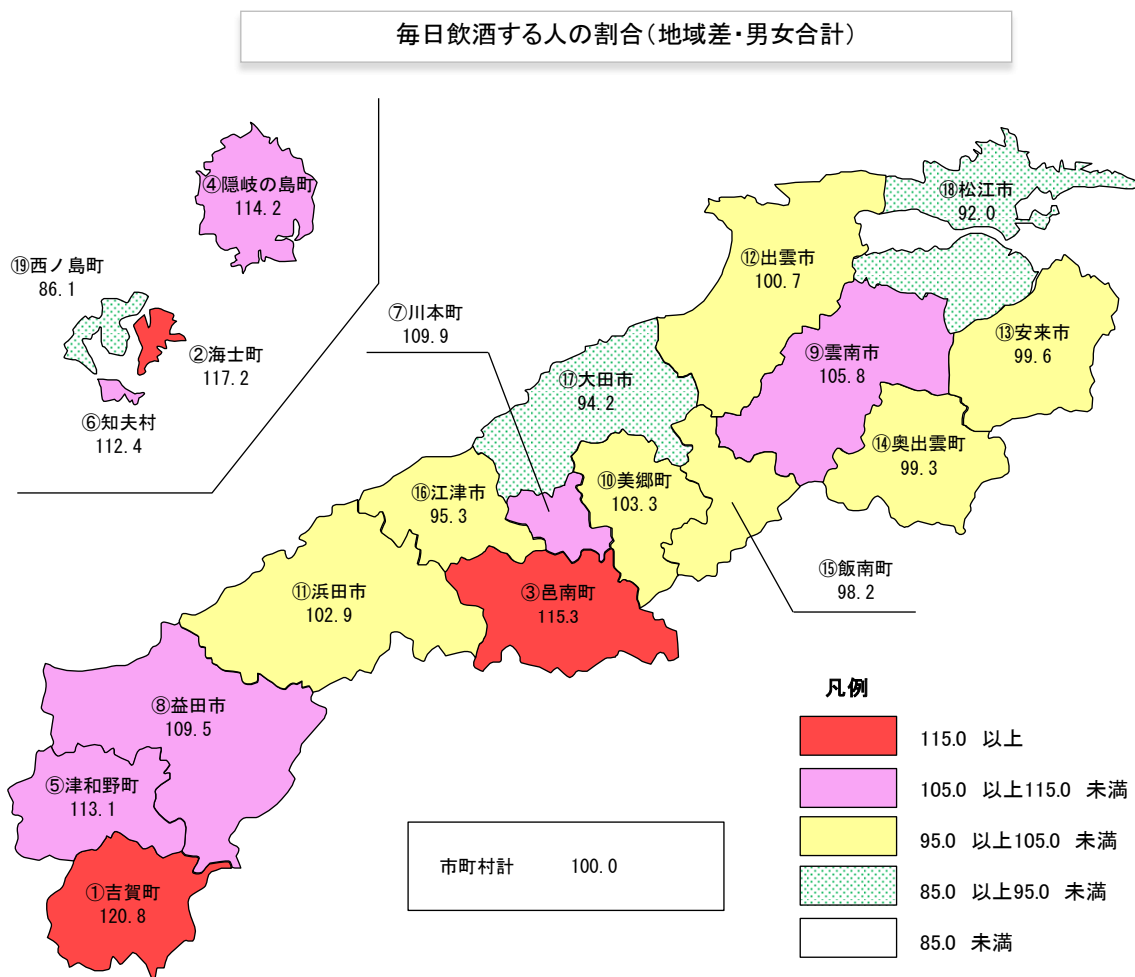 毎日飲酒する人の割合(地域差・男女合計)
④隠岐の島町
114.2
⑲西ノ島町
86.1
②海士町
117.2
⑥知夫村
112.4
⑱松江市
92.0
⑫出雲市
100.7
⑦川本町
109.9
⑬安来市
99.6
⑨雲南市
105.8
⑰大田市
94.2
⑭奥出雲町
99.3
⑩美郷町
103.3
⑯江津市
95.3
⑮飯南町
98.2
③邑南町
115.3
⑪浜田市
102.9
⑧益田市
109.5
⑤津和野町
113.1
①吉賀町
120.8
市町村計 100.0
凡例
115.0 以上
105.0 以上115.0 未満
95.0 以上105.0 未満
85.0 以上95.0 未満
85.0 未満